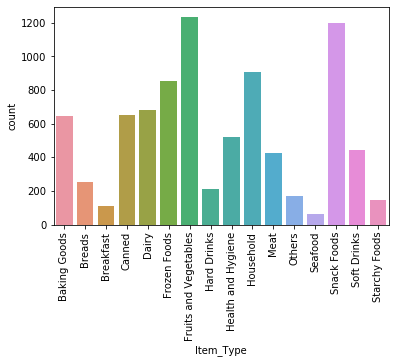 1200
1000
800
600
400
200
0
count
Baking Goods
Breads
Breakfast
Canned
Dairy
Frozen Foods
Fruits and Vegetables
Hard Drinks
Health and Hygiene
Household
Meat
Others
Seafood
Snack Foods
Soft Drinks
Starchy Foods
Item_Type